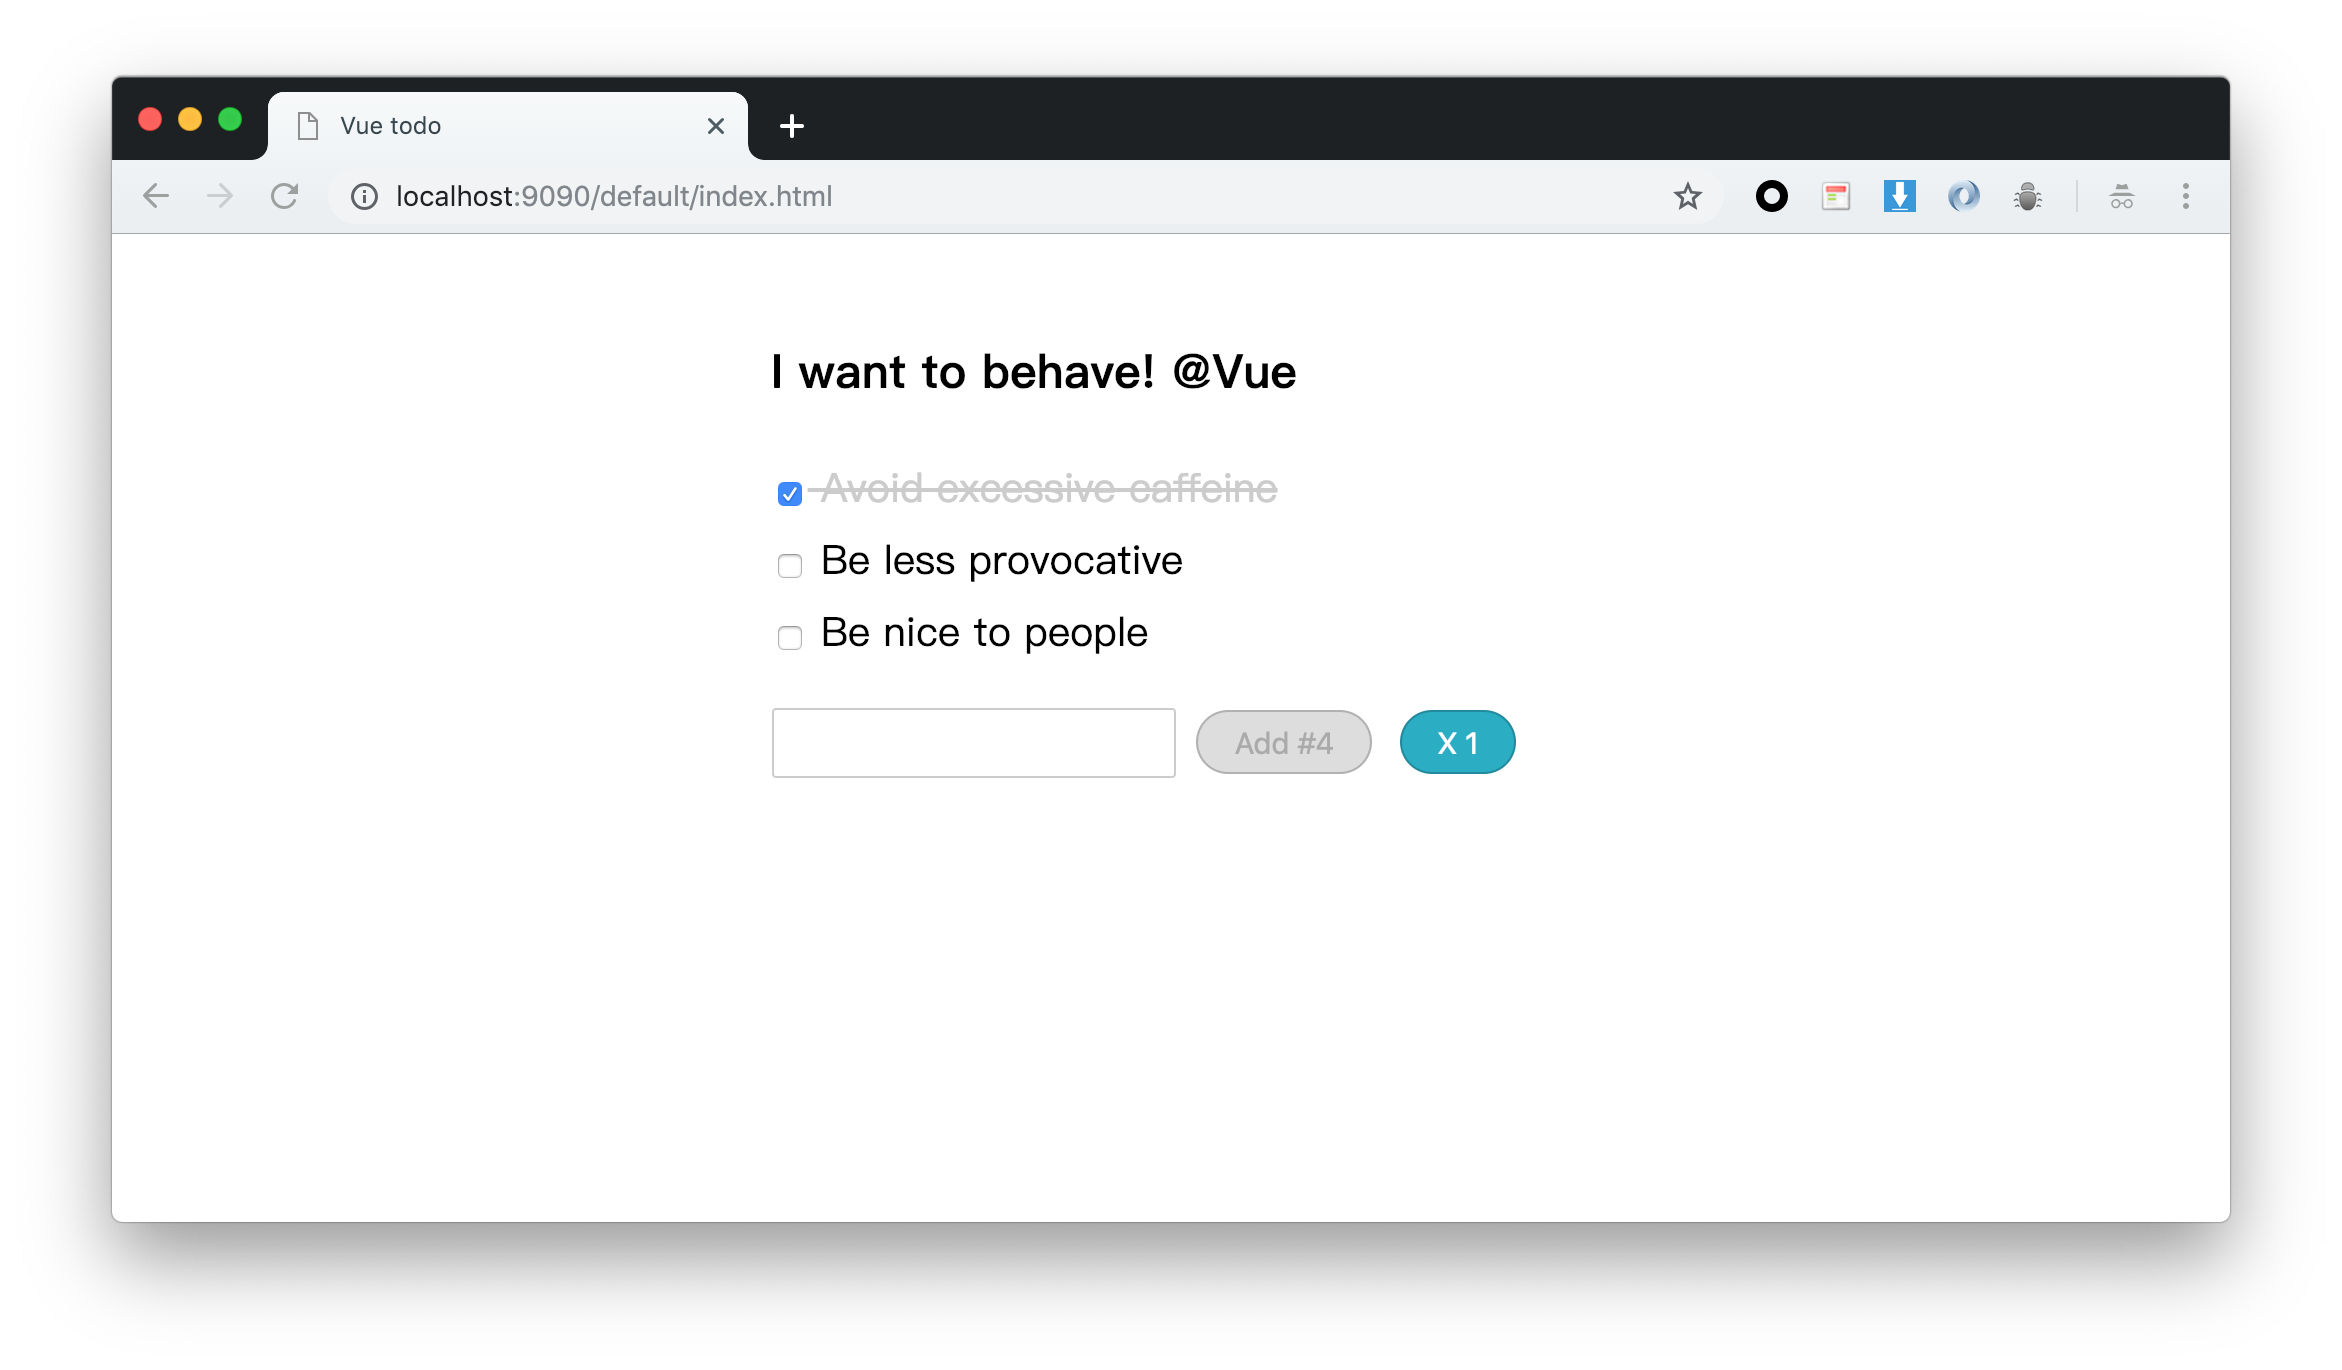 Vue todo
localhost:9090/default/index.html
I want to behave! @Vue
Avoid excessive caffeine
Be less provocative
Be nice to people
Add #4 X 1